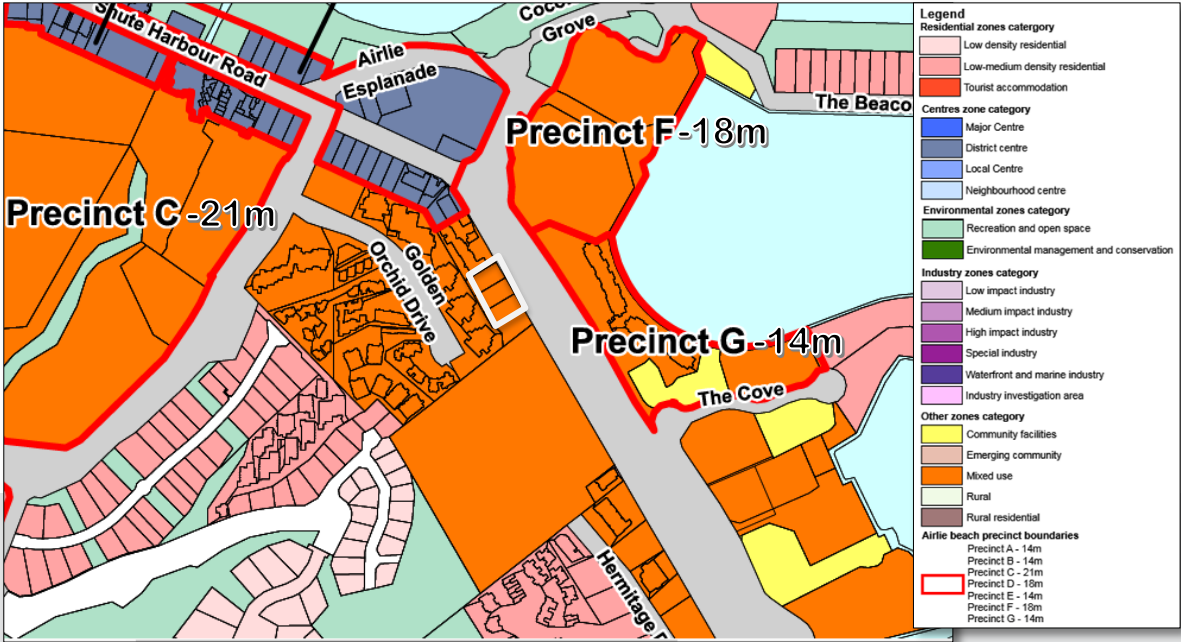 Shute Harbour Road
Airlie
Esplanade
Grove
The Beaco
Precinct F-18m
Precinct C -21m
Golden
Orchid Drive
Precinct G -14m
The Cove
Hermitage
Legend
Residential zones catergory
Low density residential
Low-medium density residential
Tourist accommodation
Centres zone category
Major Centre
District centre
Local Centre
Neighbourhood centre
Environmental zones category
Recreation and open space
Environmental management and conservation
Industry zones category
Low impact industry
Medium impact industry
High impact industry
Special industry
Waterfront and marine industry
Industry investigation area
Other zones category
Community facilities
Emerging community
Mixed use
Rural
Rural residential
Airlie beach precinct boundaries
Precinct A - 14m
Precinct B - 14m
Precinct C - 21m
Precinct D - 18m
Precinct E - 14m
Precinct F - 18m
Precinct G - 14m